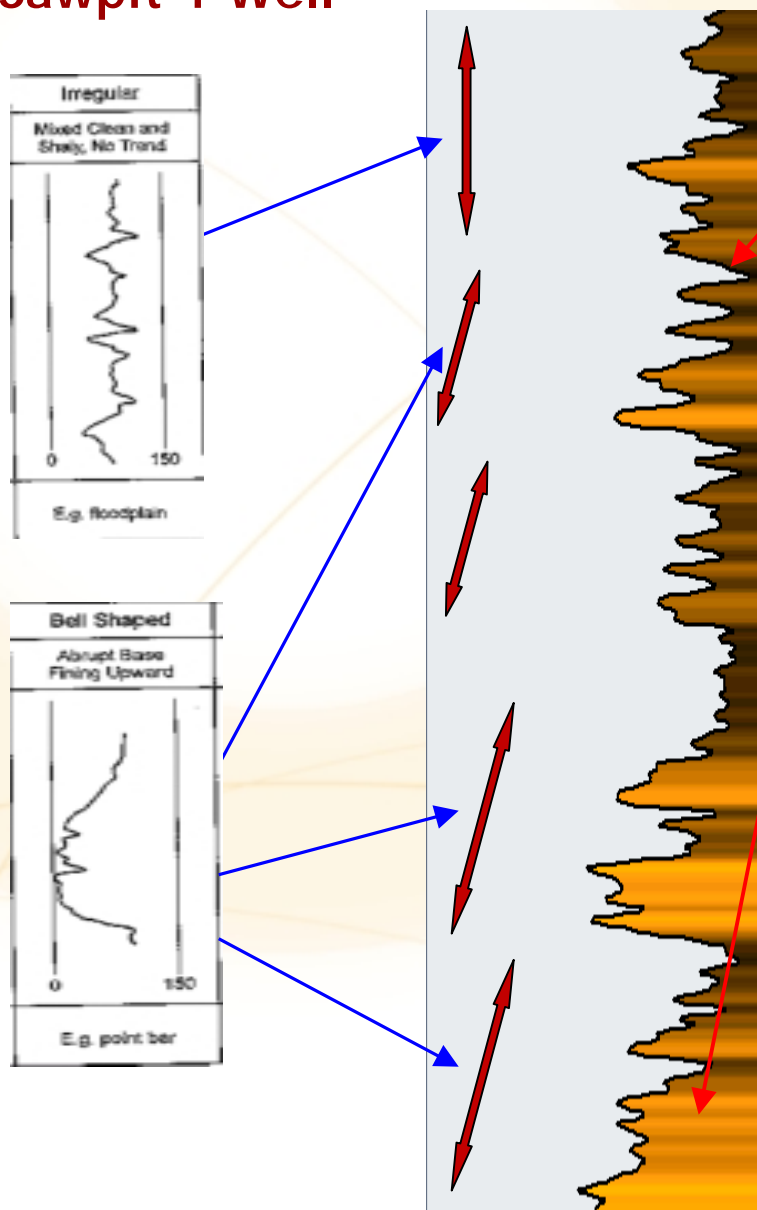 Irregular
Mixed Clean and
Shaly, No Trend
0 150
E.g. floodplain
Bell Shaped
Abrupt Base
Fining Upward
0 150
E.g. point bar